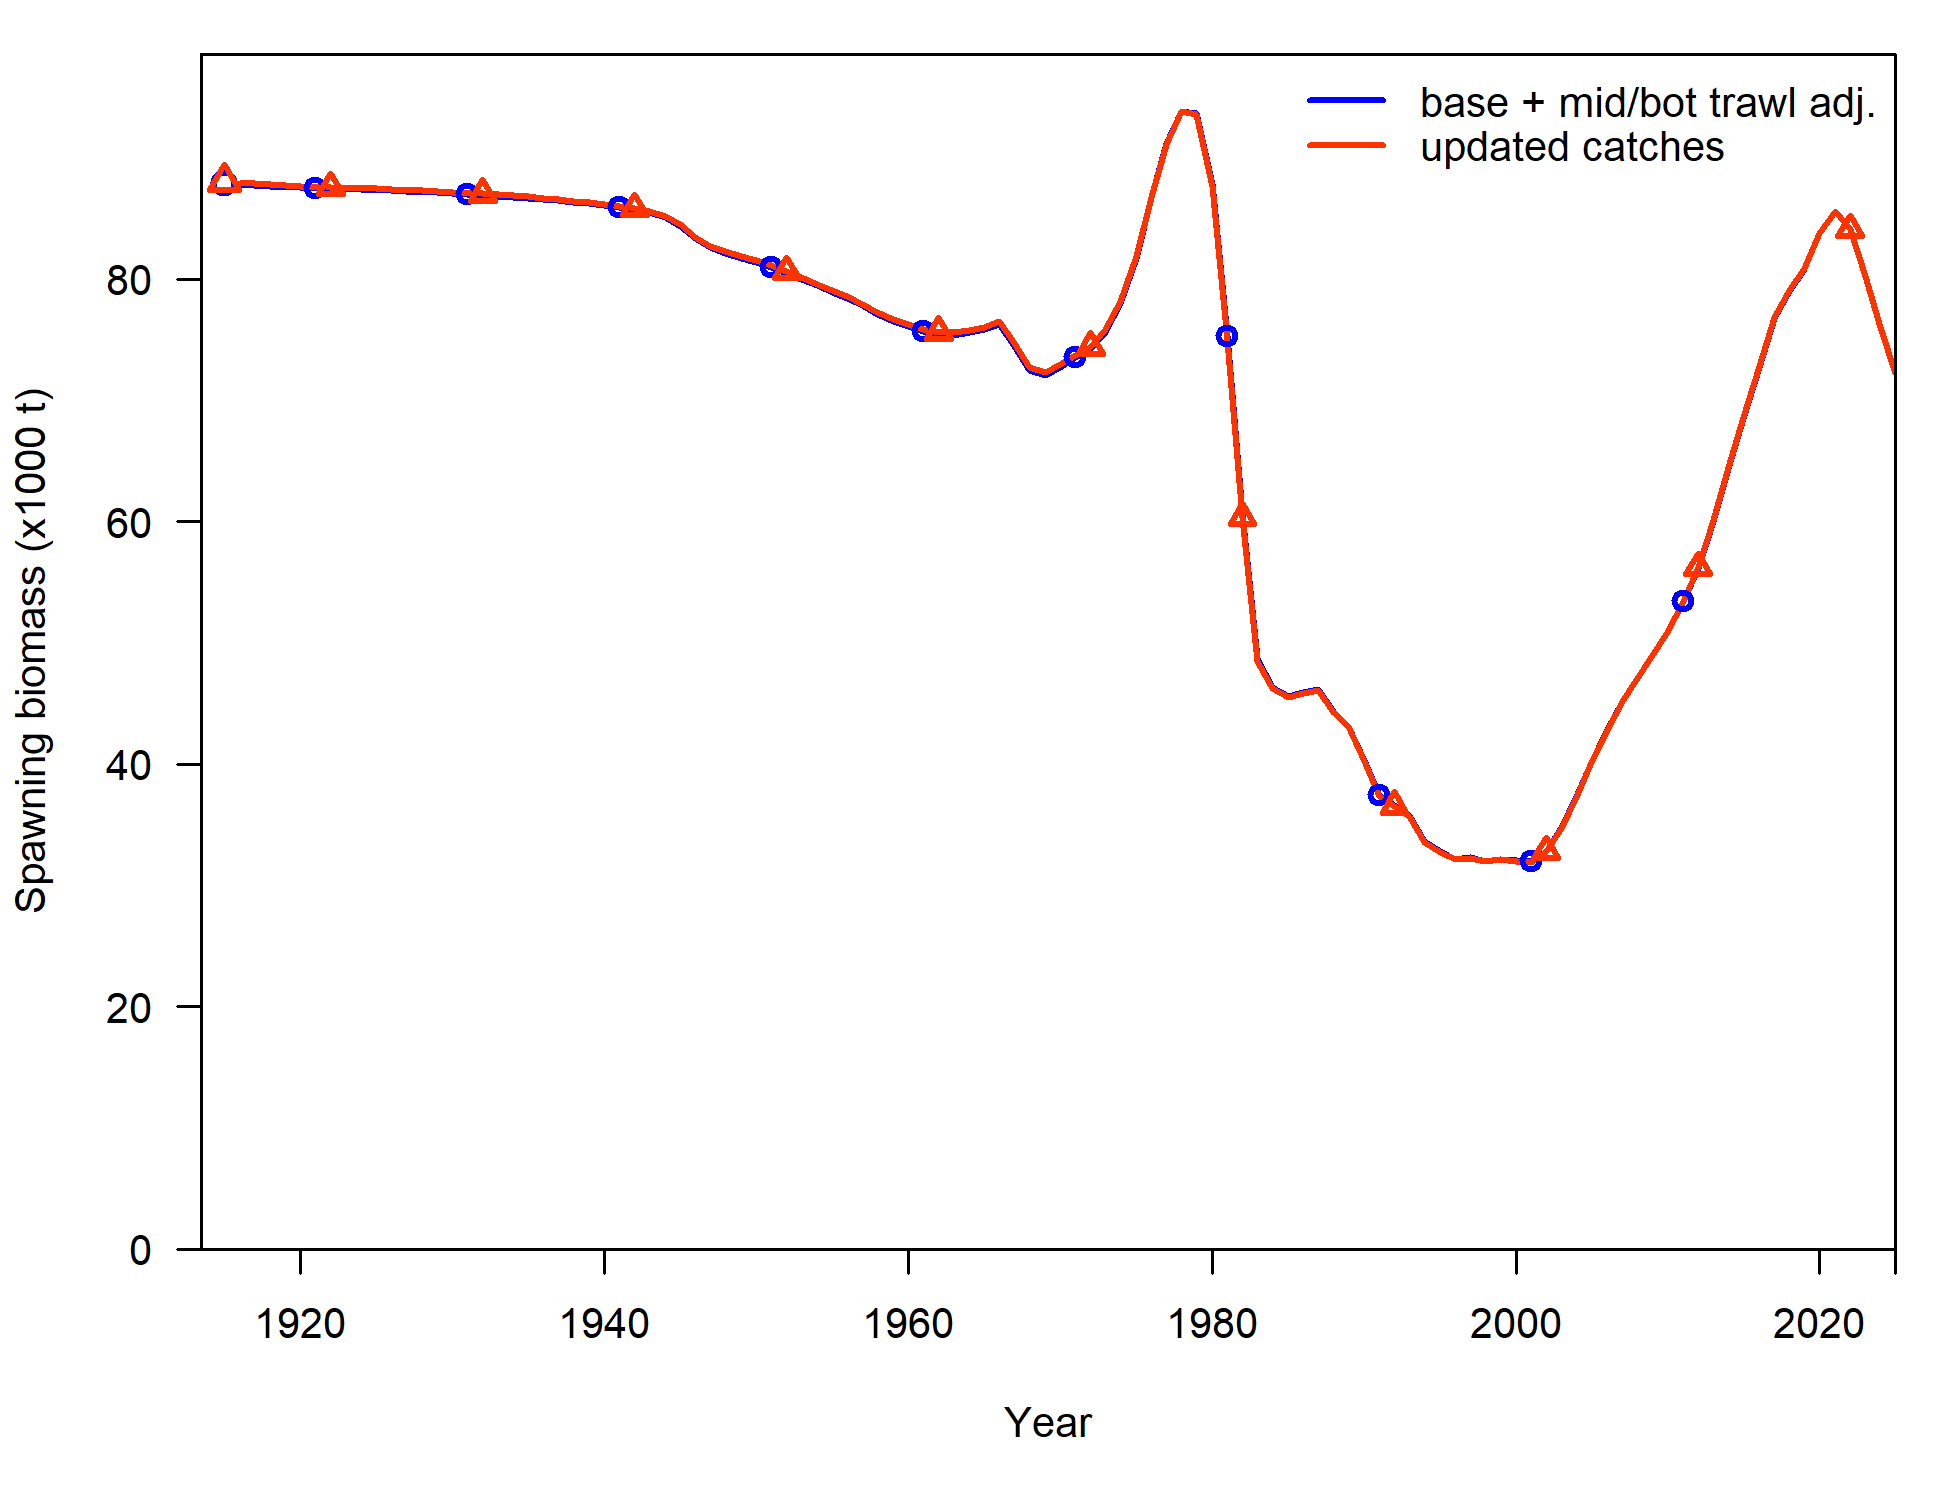 base + mid/bot trawl adj.
updated catches
Spawning biomass (x1000 t)
80
60
40
20
0
1920 1940 1960 1980 2000 2020
Year